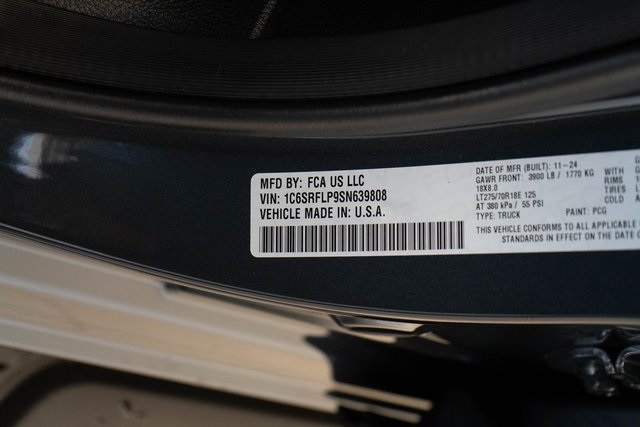 MFD BY: FCA US LLC
VIN: 1C6SRFLP9SN639808
VEHICLE MADE IN: U.S.A.
DATE OF MFR (BUILT): 11-24
GAWR FRONT: 3900 LB / 1770 KG
WITH
18X8.0
RIMS
LT275/70R18E 125
TIRES
AT 380 kPa / 55 PSI
COLD
TYPE: TRUCK
PAINT: PCG
THIS VEHICLE CONFORMS TO ALL APPLICABLE
STANDARDS IN EFFECT ON THE DATE